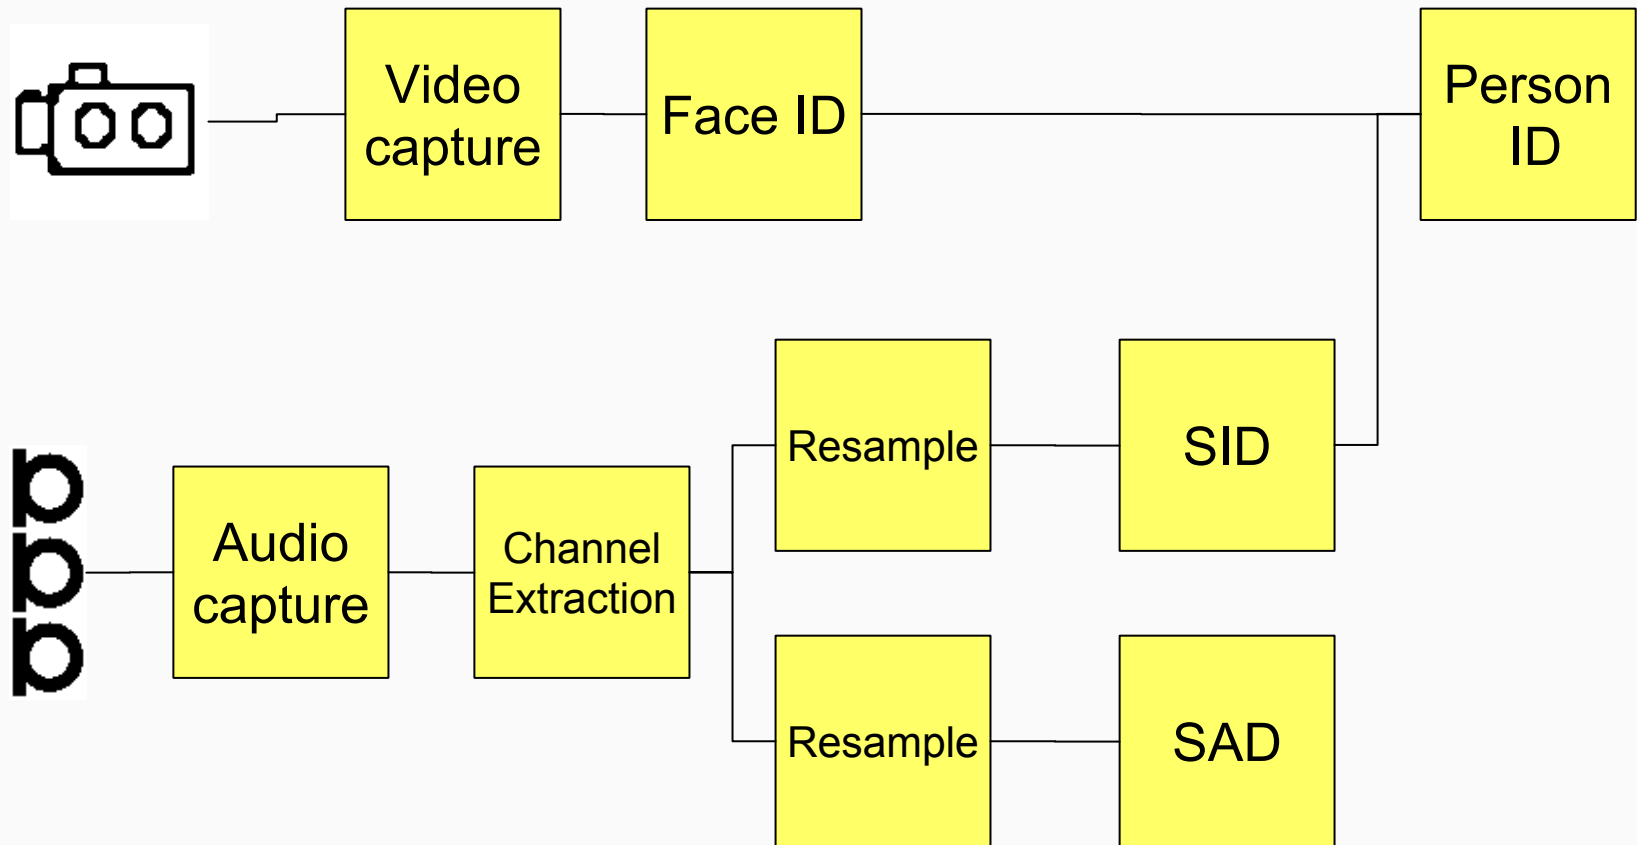 Video
capture
Face ID
Person
ID
Resample
SID
Audio
capture
Channel
Extraction
Resample
SAD